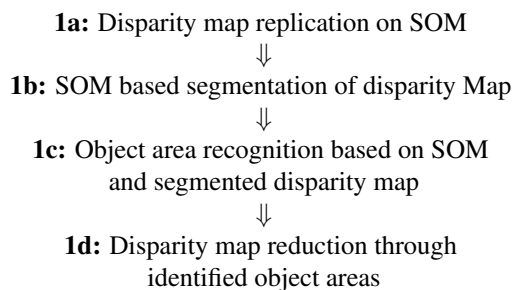 1a: Disparity map replication on SOM
⇓
1b: SOM based segmentation of disparity Map
⇓
1c: Object area recognition based on SOM
and segmented disparity map
⇓
1d: Disparity map reduction through
identified object areas